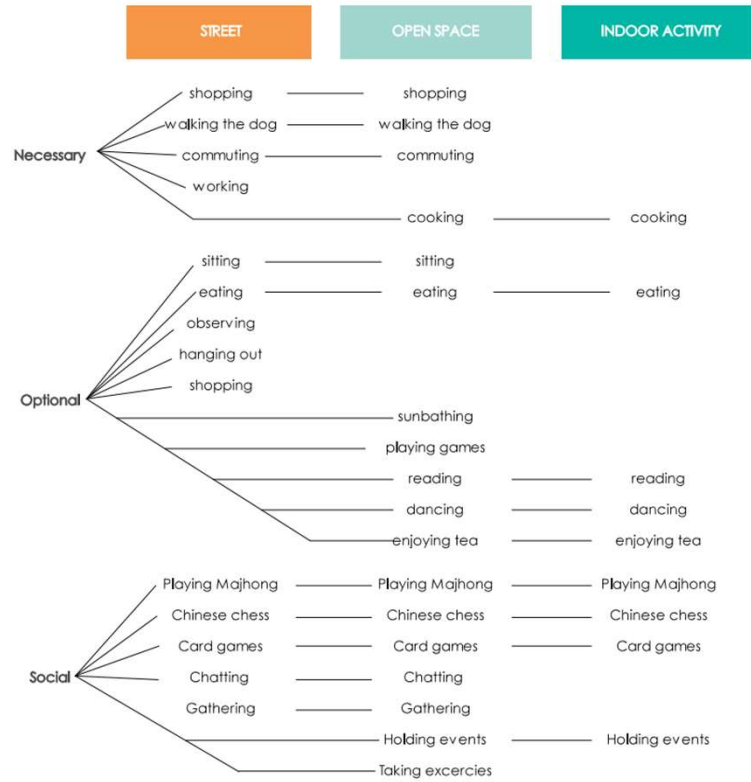 STREET OPEN SPACE INDOOR ACTIVITY
shopping shopping
walking the dog walking the dog
Necessary commuting commuting
working
cooking cooking
sitting sitting
eating eating eating
observing
hanging out
shopping
Optional
sunbathing
playing games
reading reading
dancing dancing
enjoying tea enjoying tea
Playing Majhong Playing Majhong Playing Majhong
Chinese chess Chinese chess Chinese chess
Card games Card games Card games
Social Chatting Chatting
Gathering Gathering
Holding events Holding events
Taking excercies